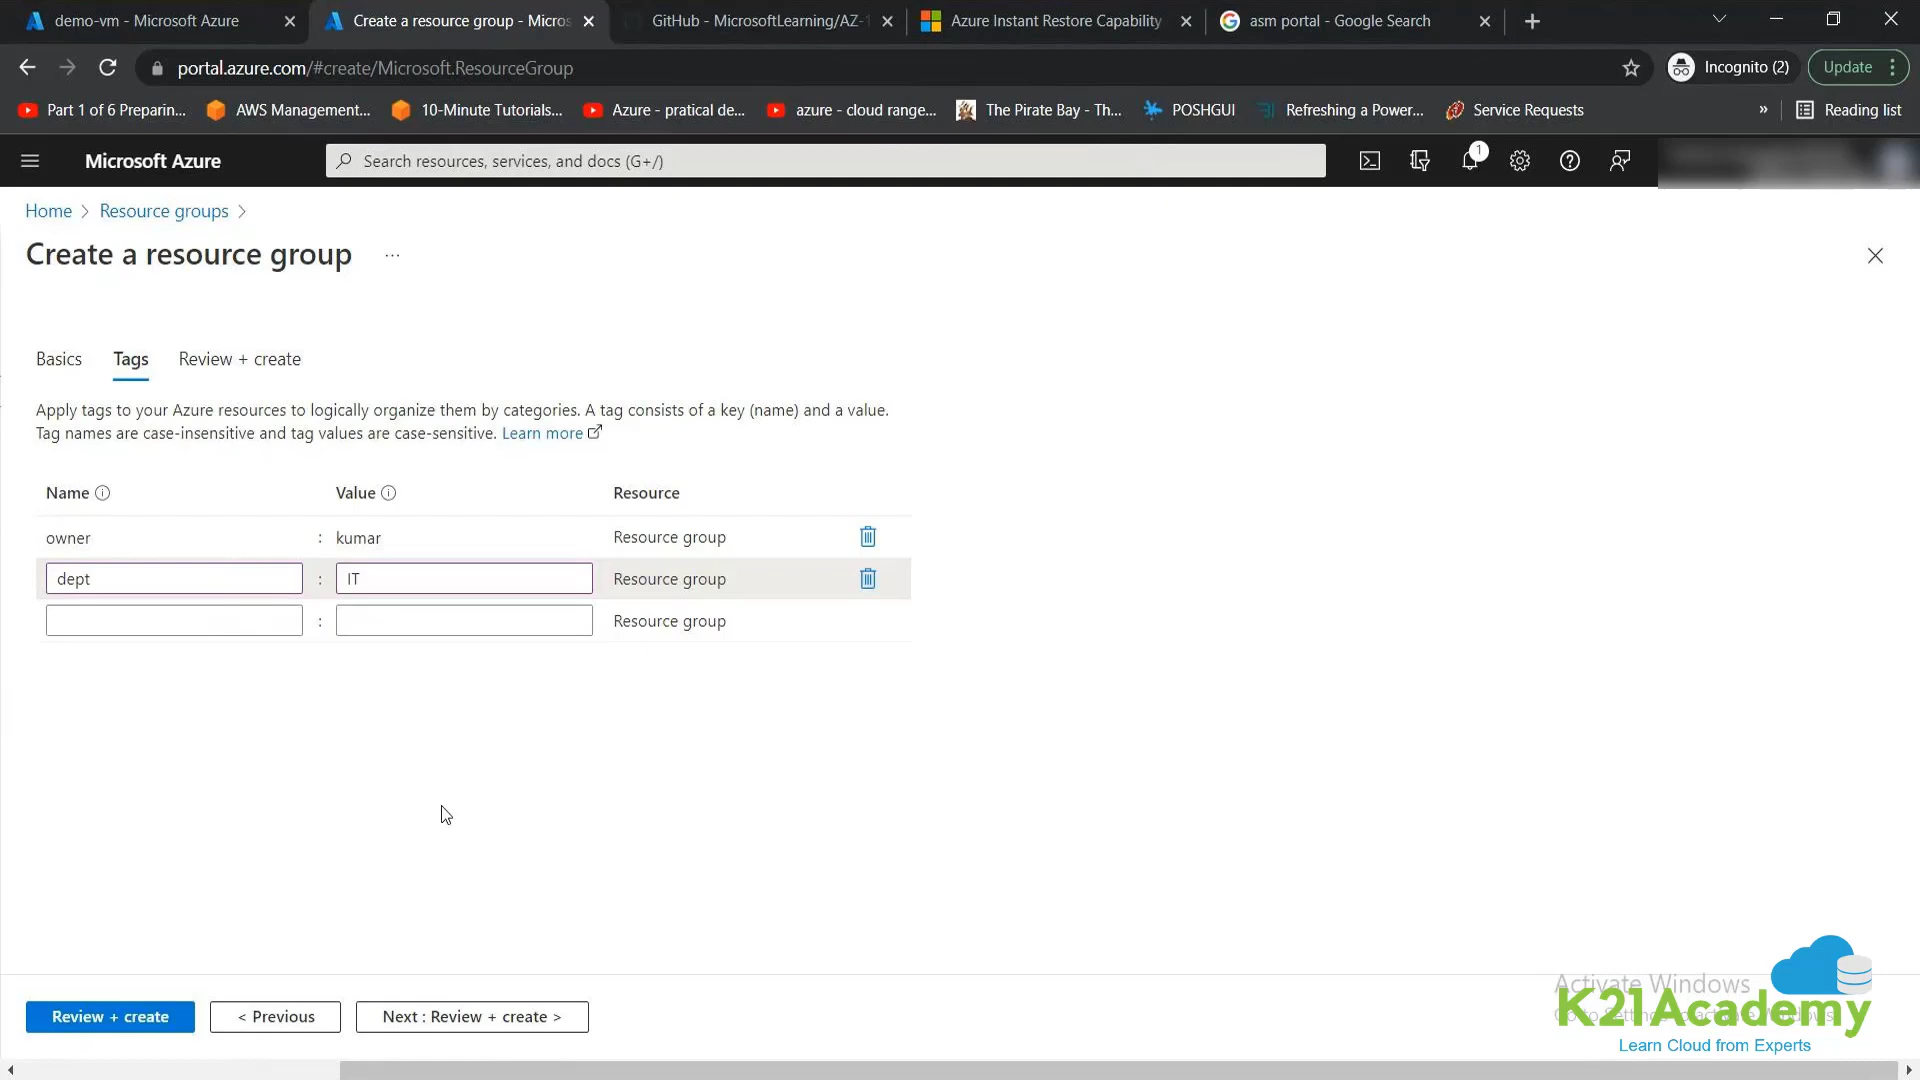 demo-vm - Microsoft Azure
Create a resource group - Micros
GitHub - MicrosoftLearning/AZ-1
Azure Instant Restore Capability
asm portal - Google Search
portal.azure.com/#create/Microsoft.ResourceGroup
Incognito (2)
Update
Part 1 of 6 Preparin...
AWS Management...
10-Minute Tutorials...
Azure - pratical de...
azure - cloud range...
The Pirate Bay - Th...
POSHGUI
Refreshing a Power...
Service Requests
»
Reading list
Microsoft Azure
Search resources, services, and docs (G+/)
1
Home > Resource groups >
Create a resource group ...
Basics
Tags
Review + create
Apply tags to your Azure resources to logically organize them by categories. A tag consists of a key (name) and a value.
Tag names are case-insensitive and tag values are case-sensitive. Learn more
Name
Value
Resource
owner : kumar Resource group
dept : IT Resource group
: Resource group
Review + create
< Previous
Next : Review + create >
Activate Windows
K21Academy
Learn Cloud from Experts